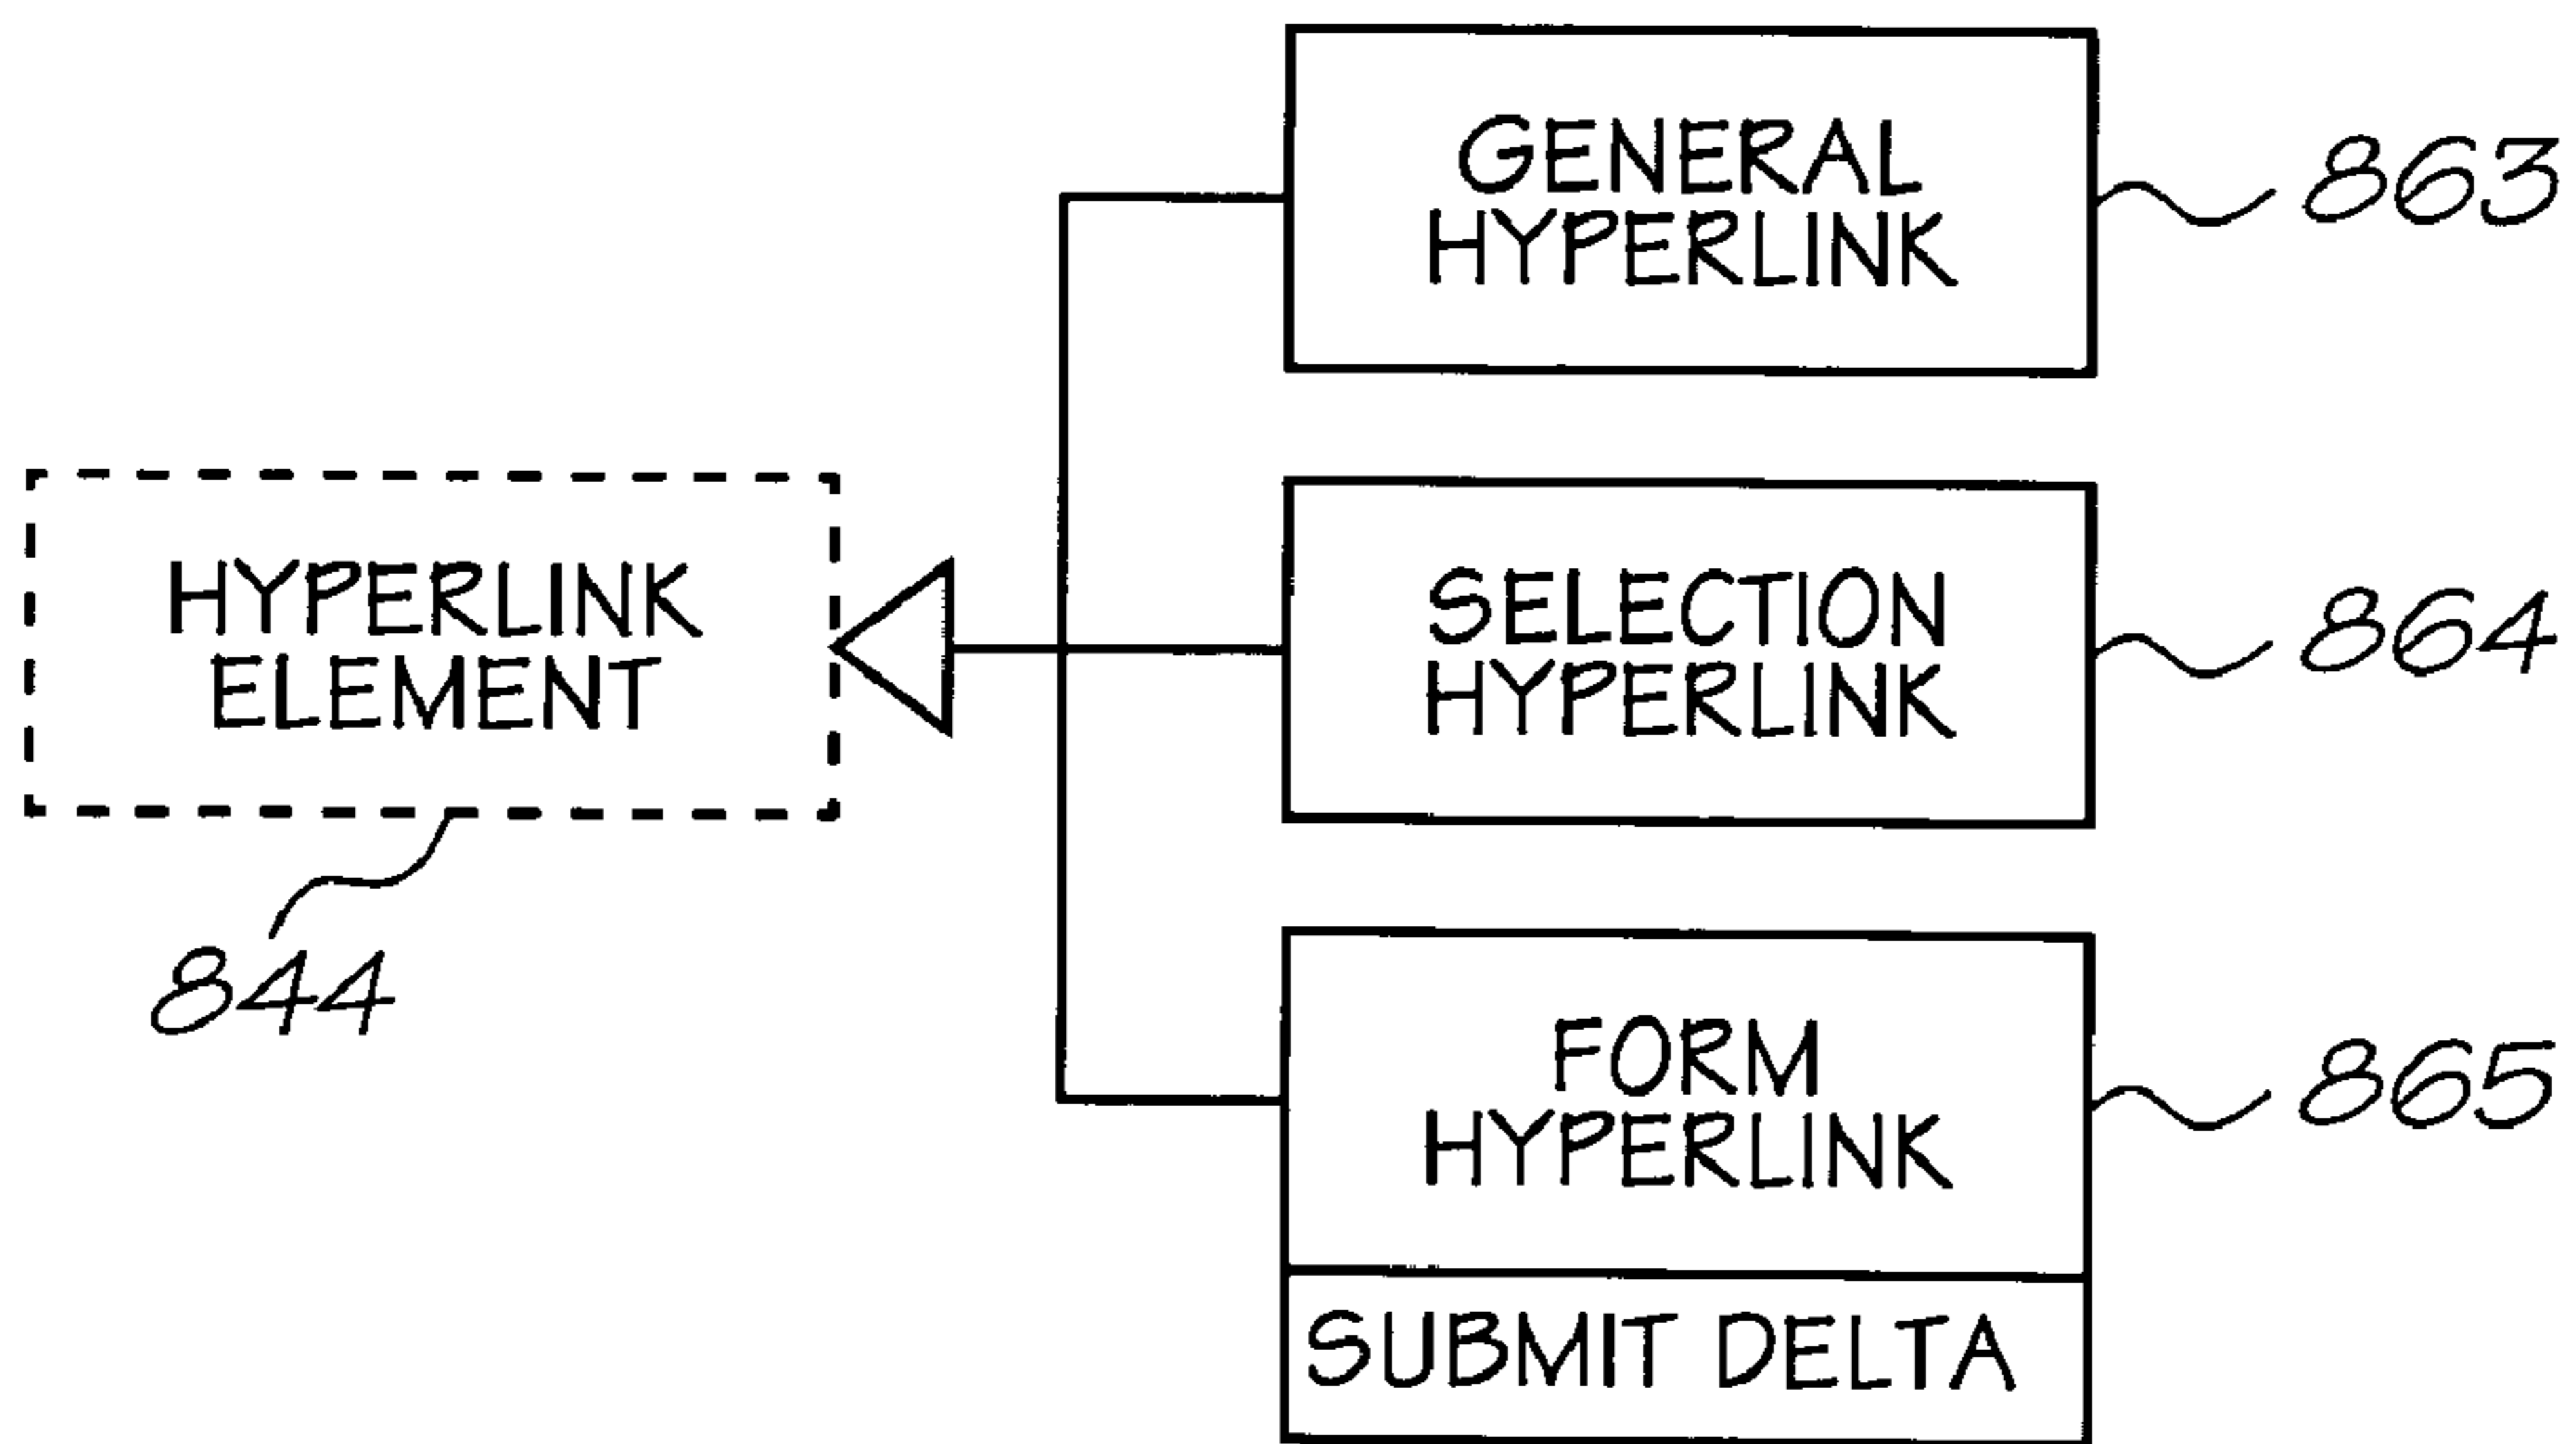 GENERAL
HYPERLINK
863
HYPERLINK
ELEMENT
844
SELECTION
HYPERLINK
864
FORM
HYPERLINK
865
SUBMIT DELTA